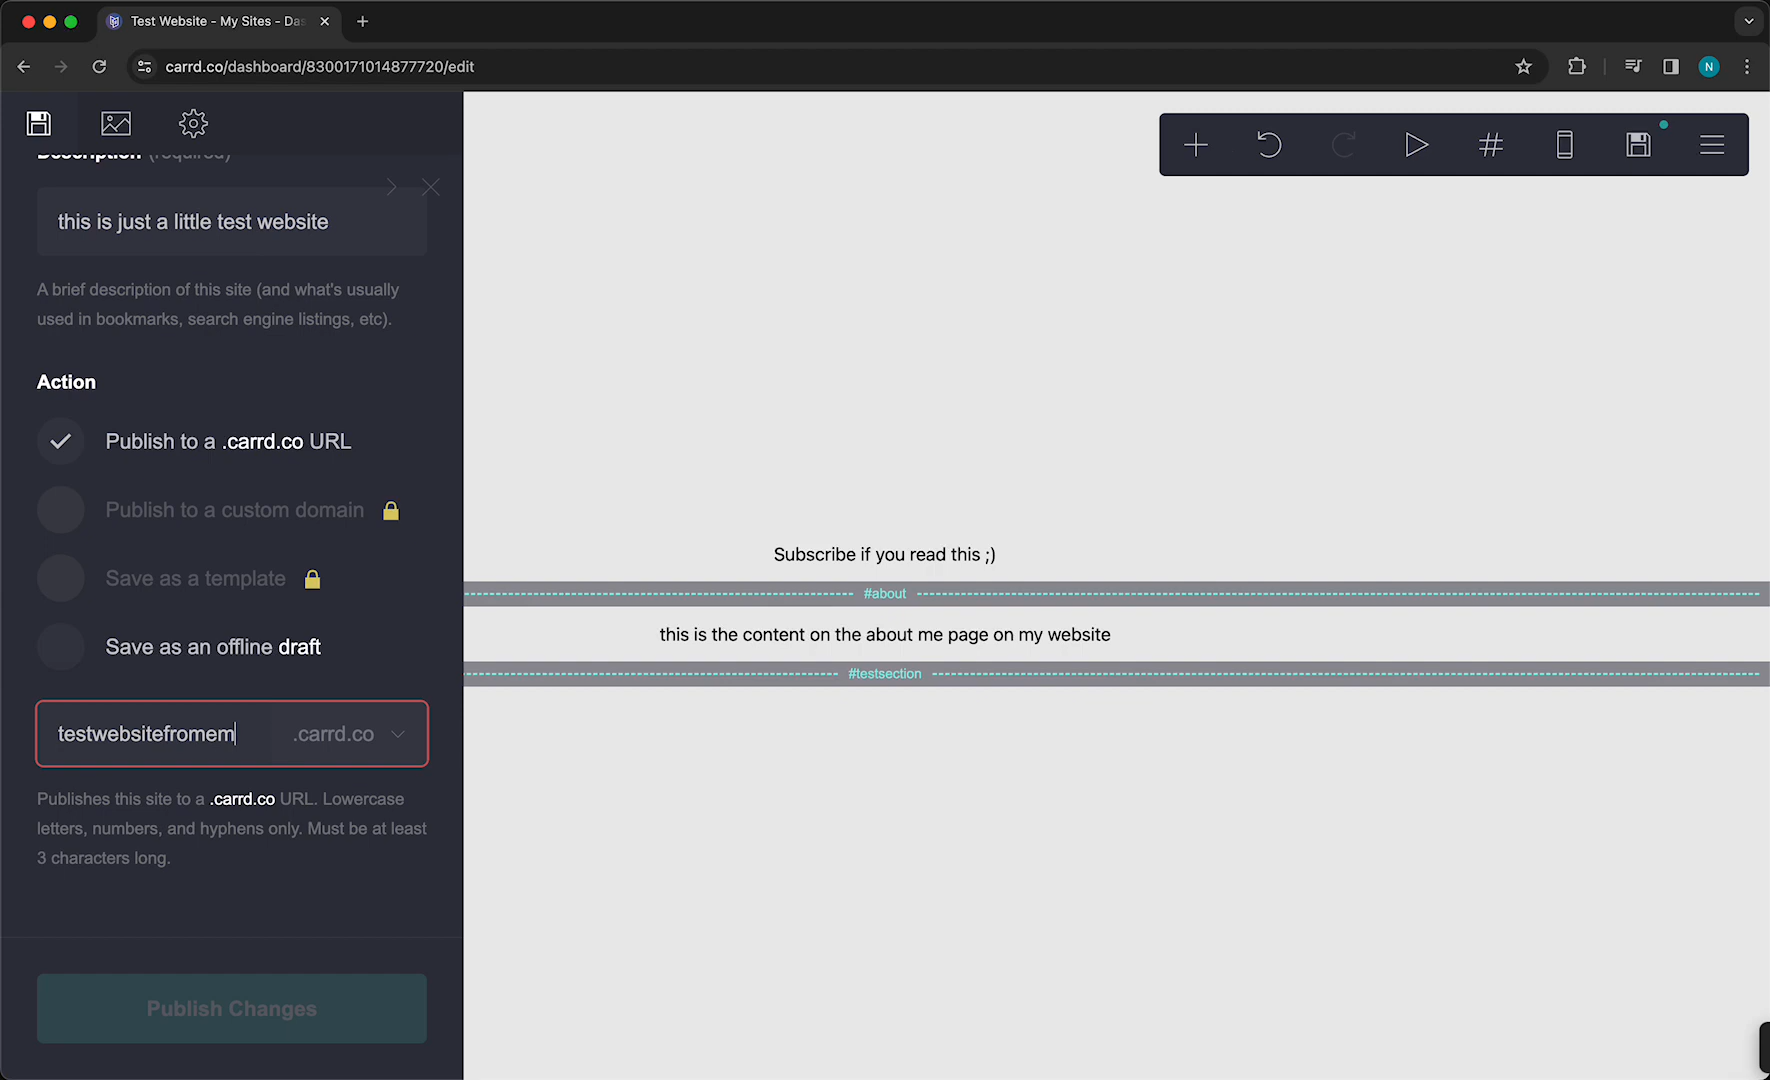 Test Website - My Sites - Das
carrd.co/dashboard/8300171014877720/edit
N
Description (required)
this is just a little test website
A brief description of this site (and what's usually
used in bookmarks, search engine listings, etc).
Action
Publish to a .carrd.co URL
Publish to a custom domain
Save as a template
Save as an offline draft
testwebsitefromem .carrd.co
Publishes this site to a .carrd.co URL. Lowercase
letters, numbers, and hyphens only. Must be at least
3 characters long.
Publish Changes
Subscribe if you read this ;)
#about
this is the content on the about me page on my website
#testsection